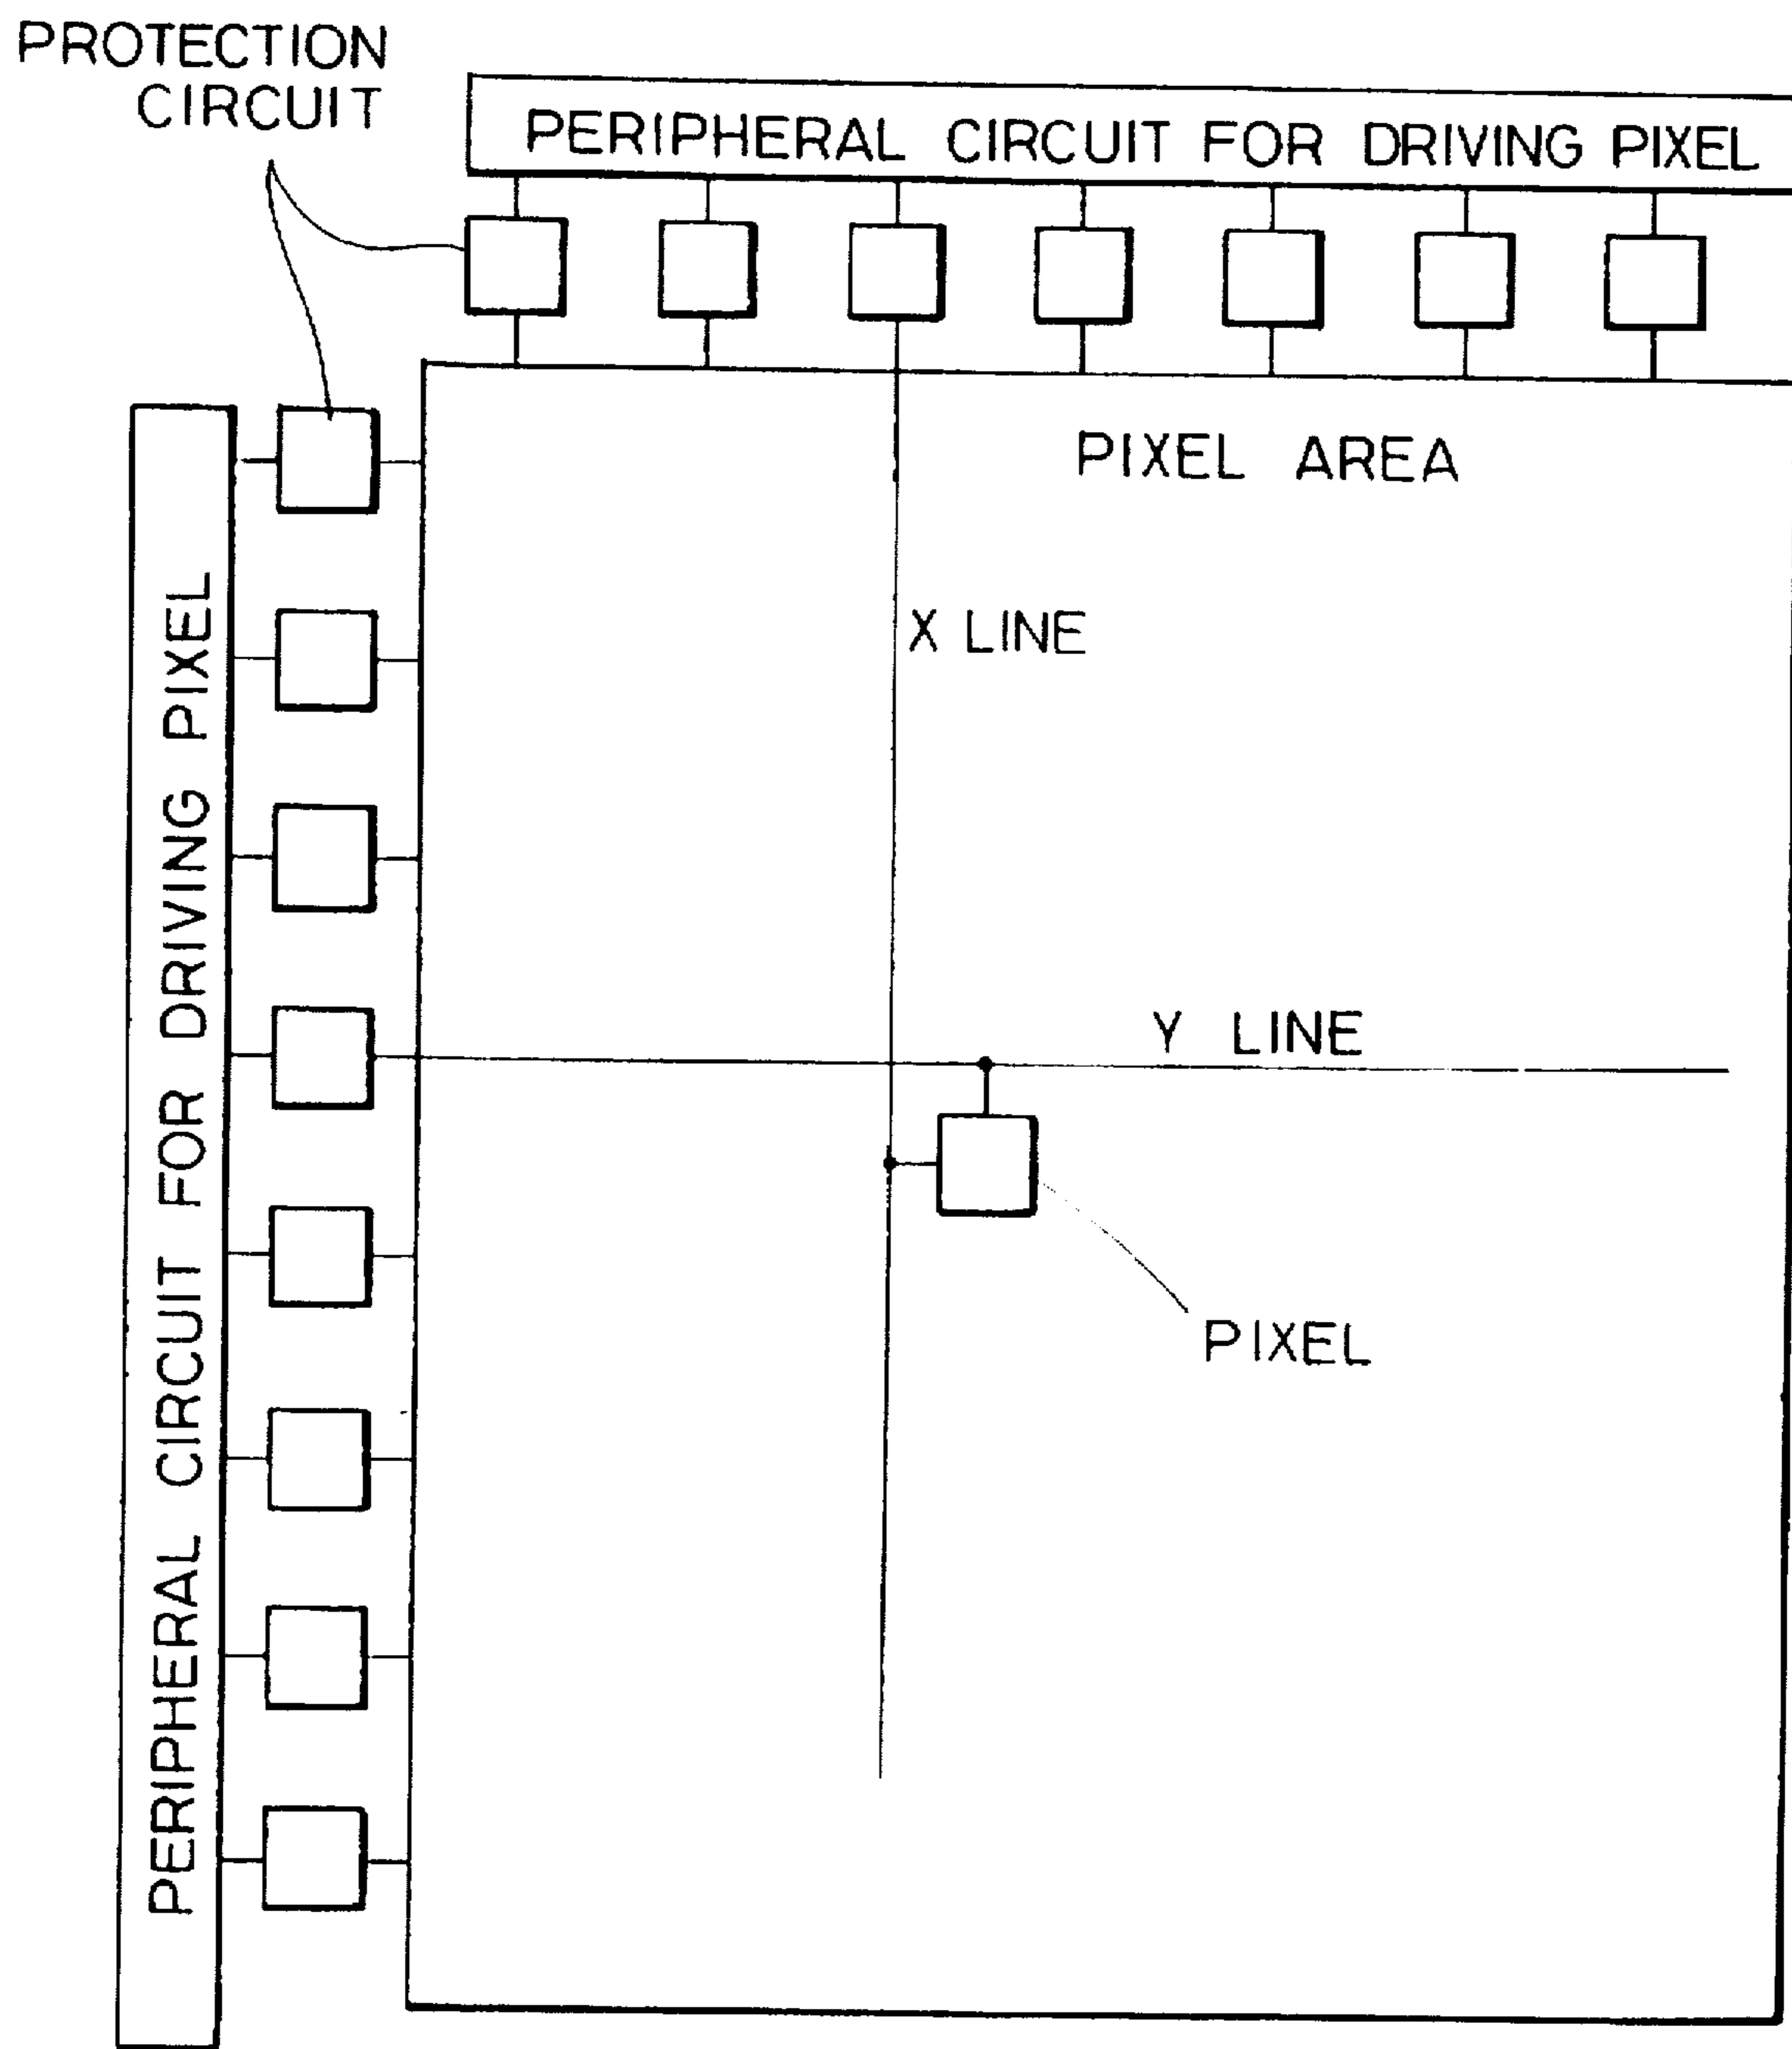 PROTECTION
CIRCUIT
PERIPHERAL CIRCUIT FOR DRIVING PIXEL
PIXEL AREA
X LINE
PERIPHERAL CIRCUIT FOR DRIVING PIXEL
Y LINE
PIXEL